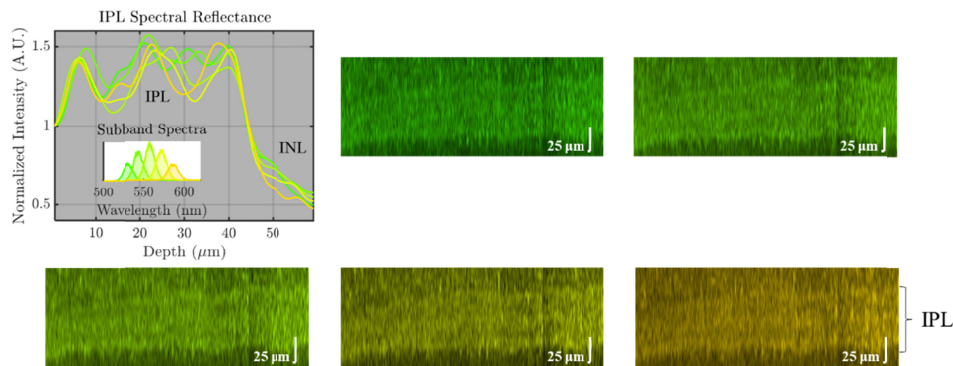 IPL Spectral Reflectance
Normalized Intensity (A.U.)
1.5
1
0.5
IPL
INL
Subband Spectra
500 550 600
Wavelength (nm)
10 20 30 40 50
Depth (μm)
25 μm
25 μm
25 μm
25 μm
25 μm
IPL